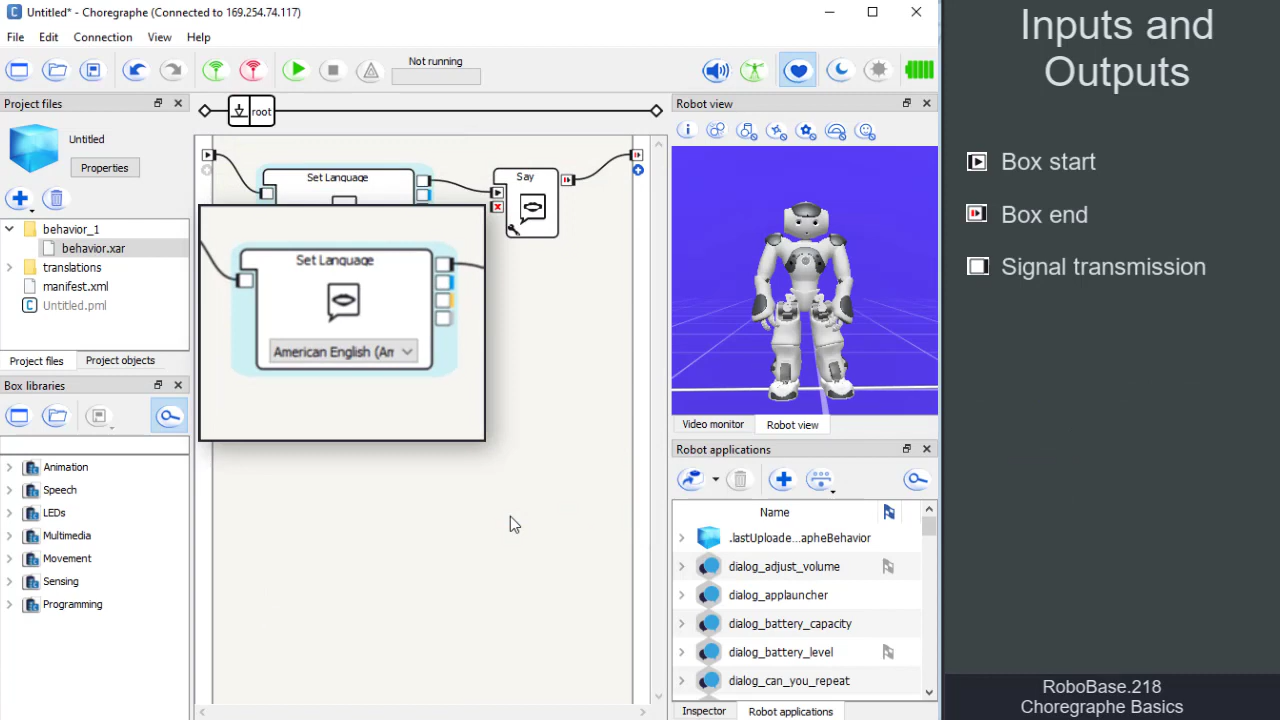 Untitled* - Choregraphe (Connected to 169.254.74.117)
File Edit Connection View Help
Not running
Project files
Untitled
Properties
behavior_1
behavior.xar
translations
manifest.xml
Untitled.pml
Project files Project objects
Box libraries
Animation
Speech
LEDs
Multimedia
Movement
Sensing
Programming
root
Set Language
Say
Set Language
American English (Am
Robot view
Video monitor Robot view
Robot applications
Name
.lastUploade...apheBehavior
dialog_adjust_volume
dialog_applauncher
dialog_battery_capacity
dialog_battery_level
dialog_can_you_repeat
Inspector Robot applications
Inputs and
Outputs
Box start
Box end
Signal transmission
RoboBase.218
Choregraphe Basics